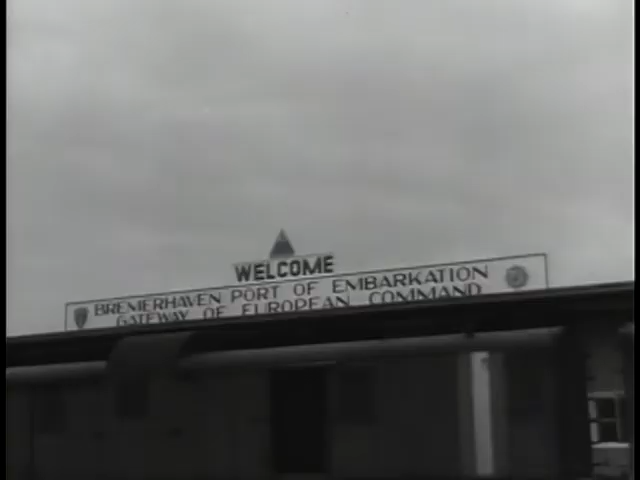 WELCOME
BREMERHAVEN PORT OF EMBARKATION
GATEWAY OF EUROPEAN COMMAND